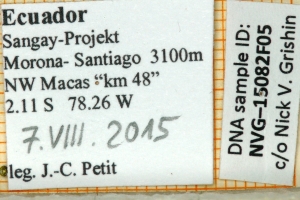 Ecuador
Sangay-Projekt
Morona- Santiago 3100m
NW Macas "km 48"
2.11 S 78.26 W
7. VIII. 2015
leg. J.-C. Petit
DNA sample ID:
NVG-15082F05
c/o Nick V. Grishin